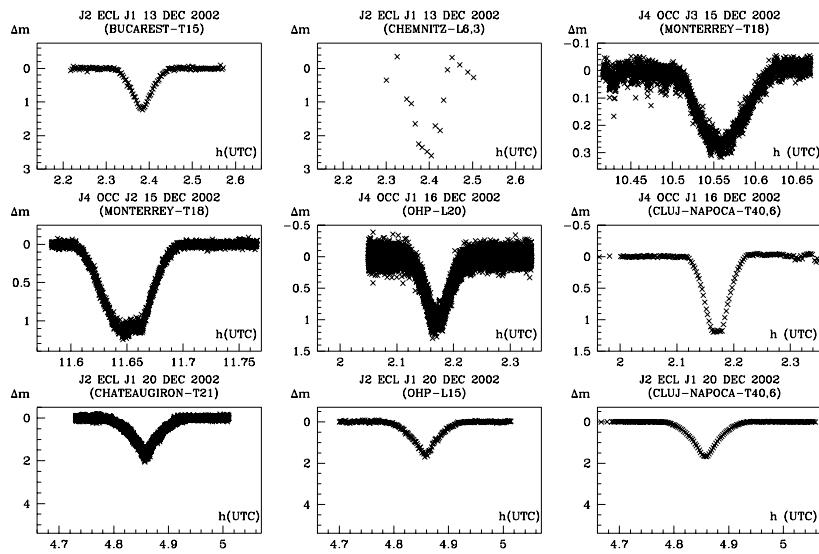 J2 ECL J1 13 DEC 2002
(BUCAREST-T15)
Δm
0
1
2
3
h(UTC)
2.2 2.3 2.4 2.5 2.6
J2 ECL J1 13 DEC 2002
(CHEMNITZ-L6,3)
Δm
0
1
2
3
h(UTC)
2.2 2.3 2.4 2.5 2.6
J4 OCC J3 15 DEC 2002
(MONTERREY-T18)
Δm
-0.1
0
0.1
0.2
0.3
h (UTC)
10.45 10.5 10.55 10.6 10.65
J4 OCC J2 15 DEC 2002
(MONTERREY-T18)
Δm
0
0.5
1
h(UTC)
11.6 11.65 11.7 11.75
J4 OCC J1 16 DEC 2002
(OHP-L20)
Δm
-0.5
0
0.5
1
1.5
h(UTC)
2 2.1 2.2 2.3
J4 OCC J1 16 DEC 2002
(CLUJ-NAPOCA-T40,6)
Δm
-0.5
0
0.5
1
1.5
h (UTC)
2 2.1 2.2 2.3
J2 ECL J1 20 DEC 2002
(CHATEAUGIRON-T21)
Δm
0
2
4
h(UTC)
4.7 4.8 4.9 5
J2 ECL J1 20 DEC 2002
(OHP-L15)
Δm
0
2
4
h(UTC)
4.7 4.8 4.9 5
J2 ECL J1 20 DEC 2002
(CLUJ-NAPOCA-T40,6)
Δm
0
2
4
h (UTC)
4.7 4.8 4.9 5